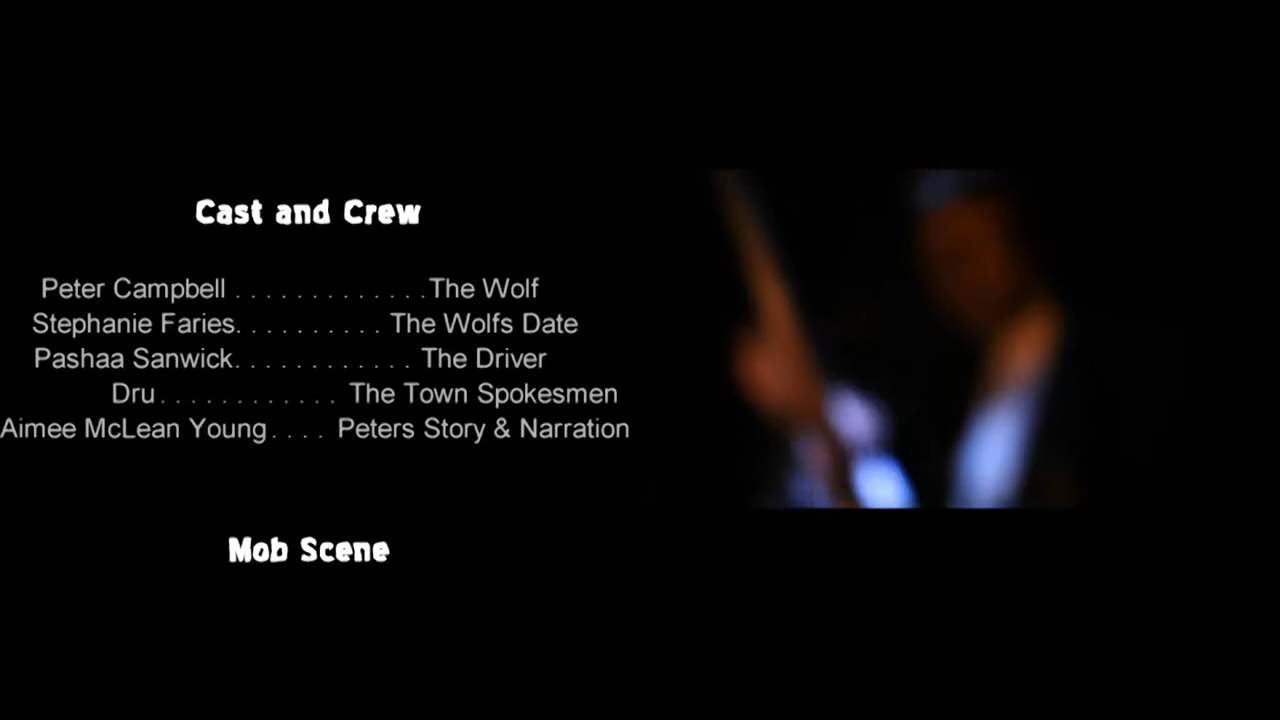 Cast and Crew
Peter Campbell . . . . . . . . . . . . . The Wolf
Stephanie Faries. . . . . . . . . . The Wolfs Date
Pashaa Sanwick. . . . . . . . . . . . The Driver
Dru . . . . . . . . . . . . The Town Spokesmen
Aimee McLean Young. . . . Peters Story & Narration
Mob Scene